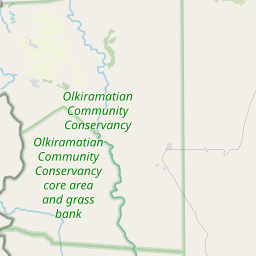 Olkiramatian
Community
Conservancy
Olkiramatian
Community
Conservancy
core area
and grass
bank